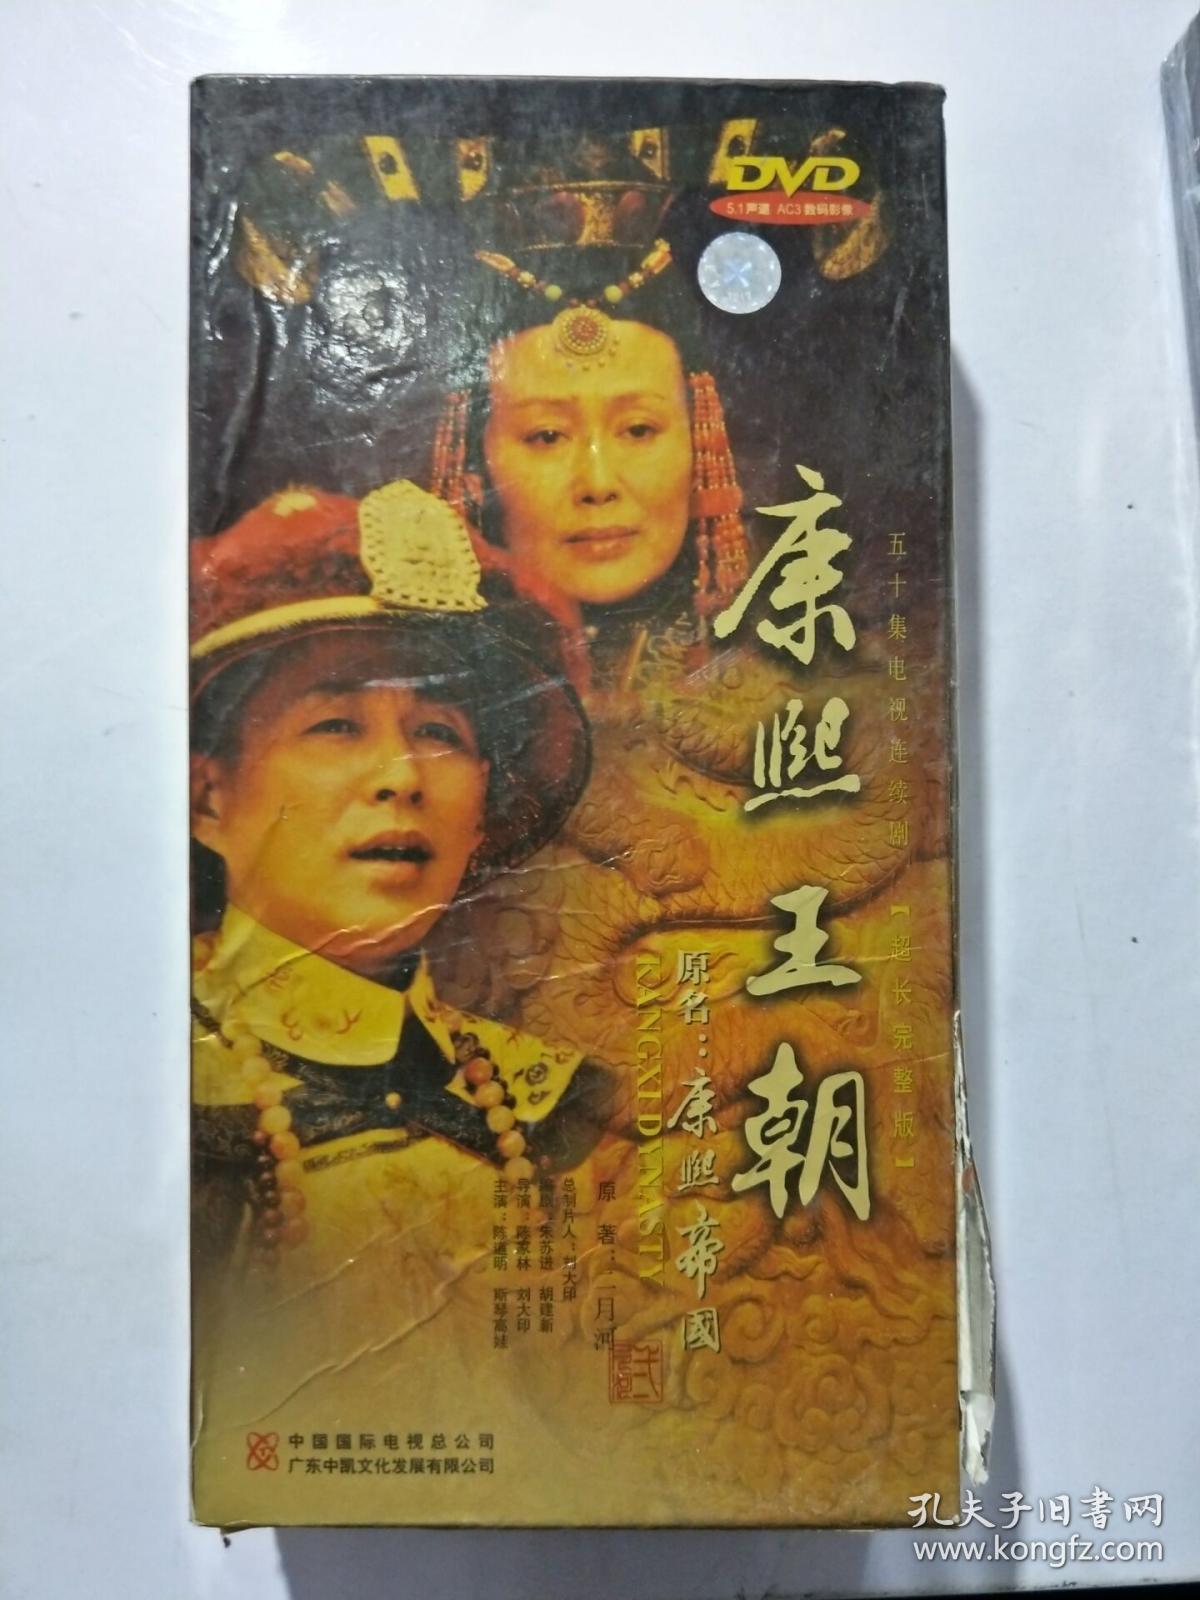 DVD
5.1声道 AC3数码影像
康熙王朝
五十集电视连续剧【超长完整版】
原名：康熙帝國
KANGXI DYNASTY
原著：二月河
总制片人：刘大印
编剧：朱苏进 胡建新
导演：陈家林 刘大印
主演：陈道明 斯琴高娃
中国国际电视总公司
广东中凯文化发展有限公司
孔夫子旧书网
www.kongfz.com